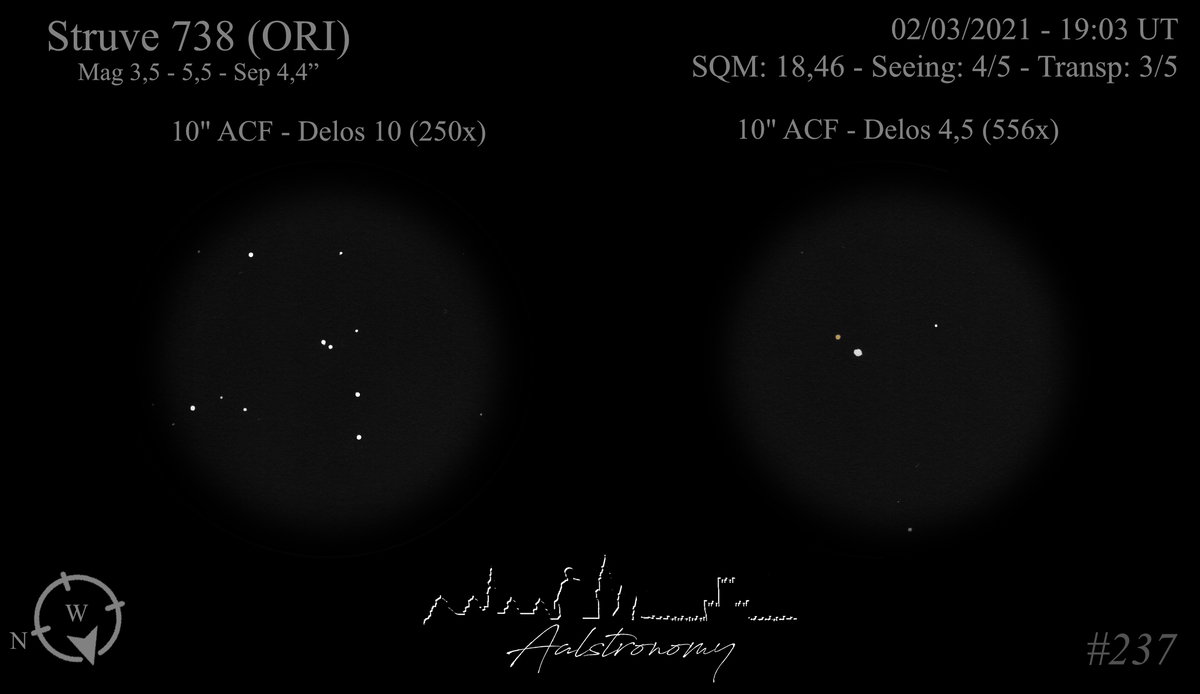 Struve 738 (ORI)
Mag 3,5 - 5,5 - Sep 4,4”
02/03/2021 - 19:03 UT
SQM: 18,46 - Seeing: 4/5 - Transp: 3/5
10" ACF - Delos 10 (250x)
10" ACF - Delos 4,5 (556x)
W
N
Aalstronomy
#237